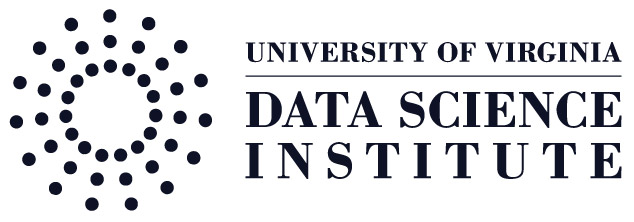 UNIVERSITY OF VIRGINIA
DATA SCIENCE
INSTITUTE